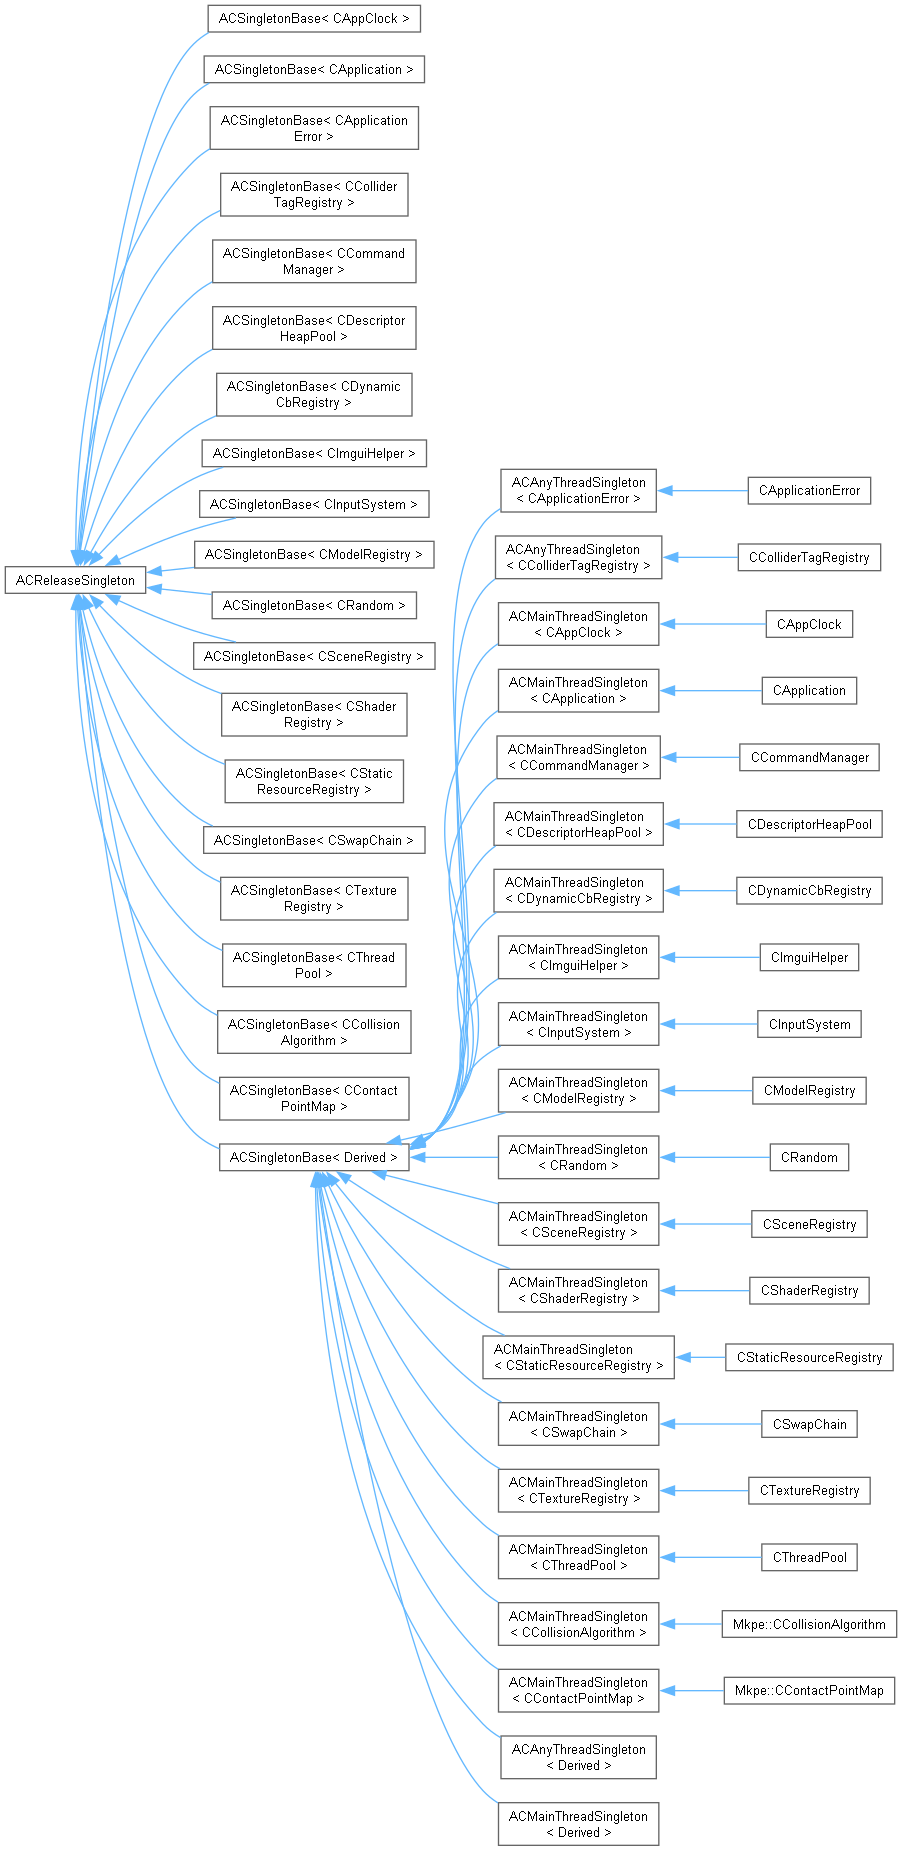 ACSingletonBase< CAppClock >
ACSingletonBase< CApplication >
ACSingletonBase< CApplication
Error >
ACSingletonBase< CCollider
TagRegistry >
ACSingletonBase< CCommand
Manager >
ACSingletonBase< CDescriptor
HeapPool >
ACSingletonBase< CDynamic
CbRegistry >
ACSingletonBase< CImguiHelper >
ACSingletonBase< CInputSystem >
ACSingletonBase< CModelRegistry >
ACReleaseSingleton
ACSingletonBase< CRandom >
ACSingletonBase< CSceneRegistry >
ACSingletonBase< CShader
Registry >
ACSingletonBase< CStatic
ResourceRegistry >
ACSingletonBase< CSwapChain >
ACSingletonBase< CTexture
Registry >
ACSingletonBase< CThread
Pool >
ACSingletonBase< CCollision
Algorithm >
ACSingletonBase< CContact
PointMap >
ACSingletonBase< Derived >
ACAnyThreadSingleton
< CApplicationError >
CApplicationError
ACAnyThreadSingleton
< CColliderTagRegistry >
CColliderTagRegistry
ACMainThreadSingleton
< CAppClock >
CAppClock
ACMainThreadSingleton
< CApplication >
CApplication
ACMainThreadSingleton
< CCommandManager >
CCommandManager
ACMainThreadSingleton
< CDescriptorHeapPool >
CDescriptorHeapPool
ACMainThreadSingleton
< CDynamicCbRegistry >
CDynamicCbRegistry
ACMainThreadSingleton
< CImguiHelper >
CImguiHelper
ACMainThreadSingleton
< CInputSystem >
CInputSystem
ACMainThreadSingleton
< CModelRegistry >
CModelRegistry
ACMainThreadSingleton
< CRandom >
CRandom
ACMainThreadSingleton
< CSceneRegistry >
CSceneRegistry
ACMainThreadSingleton
< CShaderRegistry >
CShaderRegistry
ACMainThreadSingleton
< CStaticResourceRegistry >
CStaticResourceRegistry
ACMainThreadSingleton
< CSwapChain >
CSwapChain
ACMainThreadSingleton
< CTextureRegistry >
CTextureRegistry
ACMainThreadSingleton
< CThreadPool >
CThreadPool
ACMainThreadSingleton
< CCollisionAlgorithm >
Mkpe::CCollisionAlgorithm
ACMainThreadSingleton
< CContactPointMap >
Mkpe::CContactPointMap
ACAnyThreadSingleton
< Derived >
ACMainThreadSingleton
< Derived >